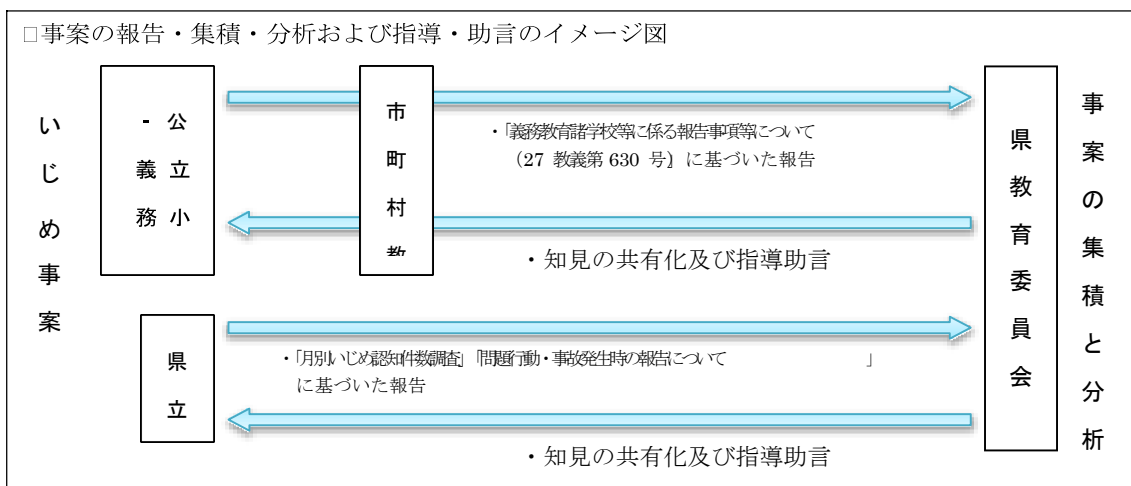 □事案の報告・集積・分析および指導・助言のイメージ図
いじめ事案
公立小
-義務
市町村教
・「義務教育諸学校等に係る報告事項等について
（27 教義第 630 号）」に基づいた報告
・知見の共有化及び指導助言
県立
・「月別いじめ認知件数調査」「問題行動・事故発生時の報告について　　　　　」
に基づいた報告
・知見の共有化及び指導助言
県教育委員会
事案の集積と分析